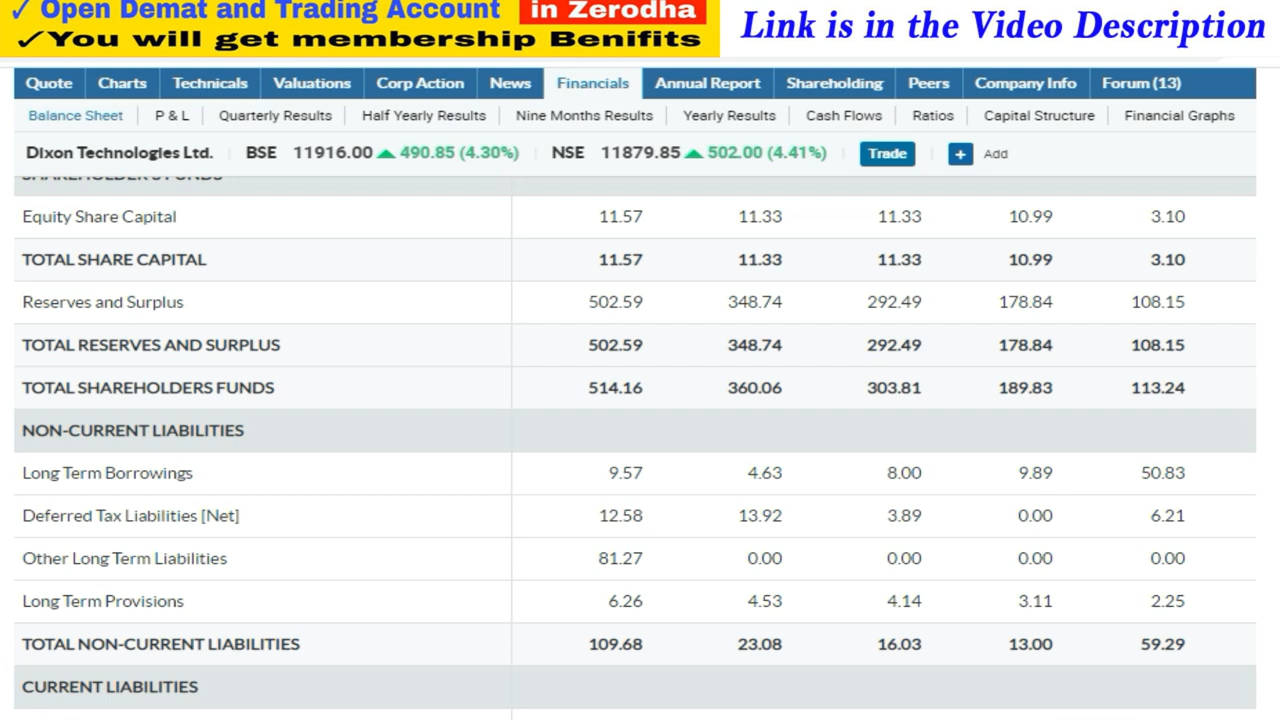 ✓ Open Demat and Trading Account in Zerodha
✓You will get membership Benifits
Link is in the Video Description
Quote Charts Technicals Valuations Corp Action News Financials Annual Report Shareholding Peers Company Info Forum (13)
Balance Sheet P & L Quarterly Results Half Yearly Results Nine Months Results Yearly Results Cash Flows Ratios Capital Structure Financial Graphs
Dixon Technologies Ltd. BSE 11916.00 490.85 (4.30%) NSE 11879.85 502.00 (4.41%) Trade + Add
SHAREHOLDER'S FUNDS
Equity Share Capital 11.57 11.33 11.33 10.99 3.10
TOTAL SHARE CAPITAL 11.57 11.33 11.33 10.99 3.10
Reserves and Surplus 502.59 348.74 292.49 178.84 108.15
TOTAL RESERVES AND SURPLUS 502.59 348.74 292.49 178.84 108.15
TOTAL SHAREHOLDERS FUNDS 514.16 360.06 303.81 189.83 113.24
NON-CURRENT LIABILITIES
Long Term Borrowings 9.57 4.63 8.00 9.89 50.83
Deferred Tax Liabilities [Net] 12.58 13.92 3.89 0.00 6.21
Other Long Term Liabilities 81.27 0.00 0.00 0.00 0.00
Long Term Provisions 6.26 4.53 4.14 3.11 2.25
TOTAL NON-CURRENT LIABILITIES 109.68 23.08 16.03 13.00 59.29
CURRENT LIABILITIES